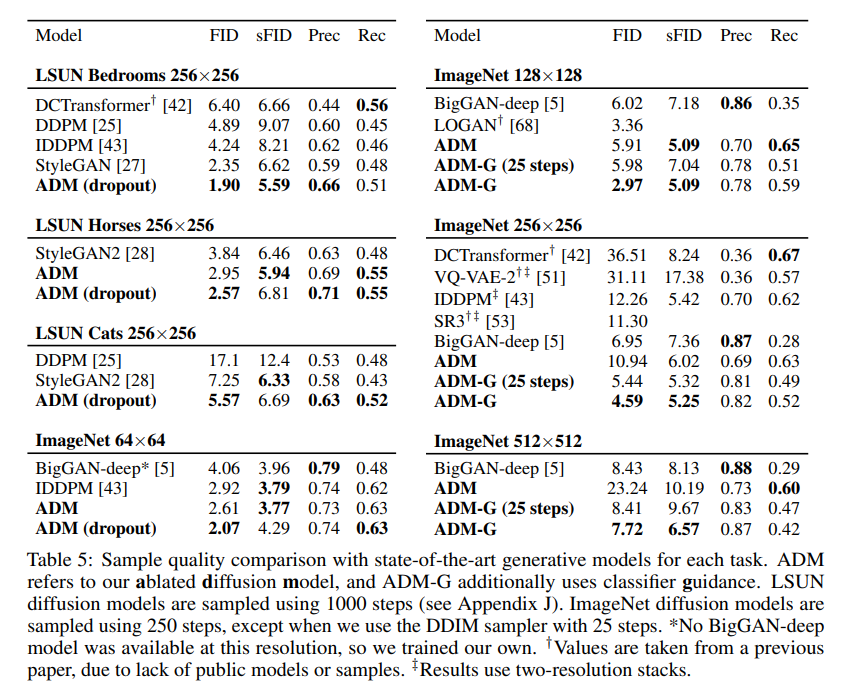 Model FID sFID Prec Rec
LSUN Bedrooms 256×256
DCTransformer† [42] 6.40 6.66 0.44 0.56
DDPM [25] 4.89 9.07 0.60 0.45
IDDPM [43] 4.24 8.21 0.62 0.46
StyleGAN [27] 2.35 6.62 0.59 0.48
ADM (dropout) 1.90 5.59 0.66 0.51
LSUN Horses 256×256
StyleGAN2 [28] 3.84 6.46 0.63 0.48
ADM 2.95 5.94 0.69 0.55
ADM (dropout) 2.57 6.81 0.71 0.55
LSUN Cats 256×256
DDPM [25] 17.1 12.4 0.53 0.48
StyleGAN2 [28] 7.25 6.33 0.58 0.43
ADM (dropout) 5.57 6.69 0.63 0.52
ImageNet 64×64
BigGAN-deep* [5] 4.06 3.96 0.79 0.48
IDDPM [43] 2.92 3.79 0.74 0.62
ADM 2.61 3.77 0.73 0.63
ADM (dropout) 2.07 4.29 0.74 0.63
Model FID sFID Prec Rec
ImageNet 128×128
BigGAN-deep [5] 6.02 7.18 0.86 0.35
LOGAN† [68] 3.36
ADM 5.91 5.09 0.70 0.65
ADM-G (25 steps) 5.98 7.04 0.78 0.51
ADM-G 2.97 5.09 0.78 0.59
ImageNet 256×256
DCTransformer† [42] 36.51 8.24 0.36 0.67
VQ-VAE-2†‡ [51] 31.11 17.38 0.36 0.57
IDDPM‡ [43] 12.26 5.42 0.70 0.62
SR3†‡ [53] 11.30
BigGAN-deep [5] 6.95 7.36 0.87 0.28
ADM 10.94 6.02 0.69 0.63
ADM-G (25 steps) 5.44 5.32 0.81 0.49
ADM-G 4.59 5.25 0.82 0.52
ImageNet 512×512
BigGAN-deep [5] 8.43 8.13 0.88 0.29
ADM 23.24 10.19 0.73 0.60
ADM-G (25 steps) 8.41 9.67 0.83 0.47
ADM-G 7.72 6.57 0.87 0.42
Table 5: Sample quality comparison with state-of-the-art generative models for each task. ADM
refers to our ablated diffusion model, and ADM-G additionally uses classifier guidance. LSUN
diffusion models are sampled using 1000 steps (see Appendix J). ImageNet diffusion models are
sampled using 250 steps, except when we use the DDIM sampler with 25 steps. *No BigGAN-deep
model was available at this resolution, so we trained our own. †Values are taken from a previous
paper, due to lack of public models or samples. ‡Results use two-resolution stacks.